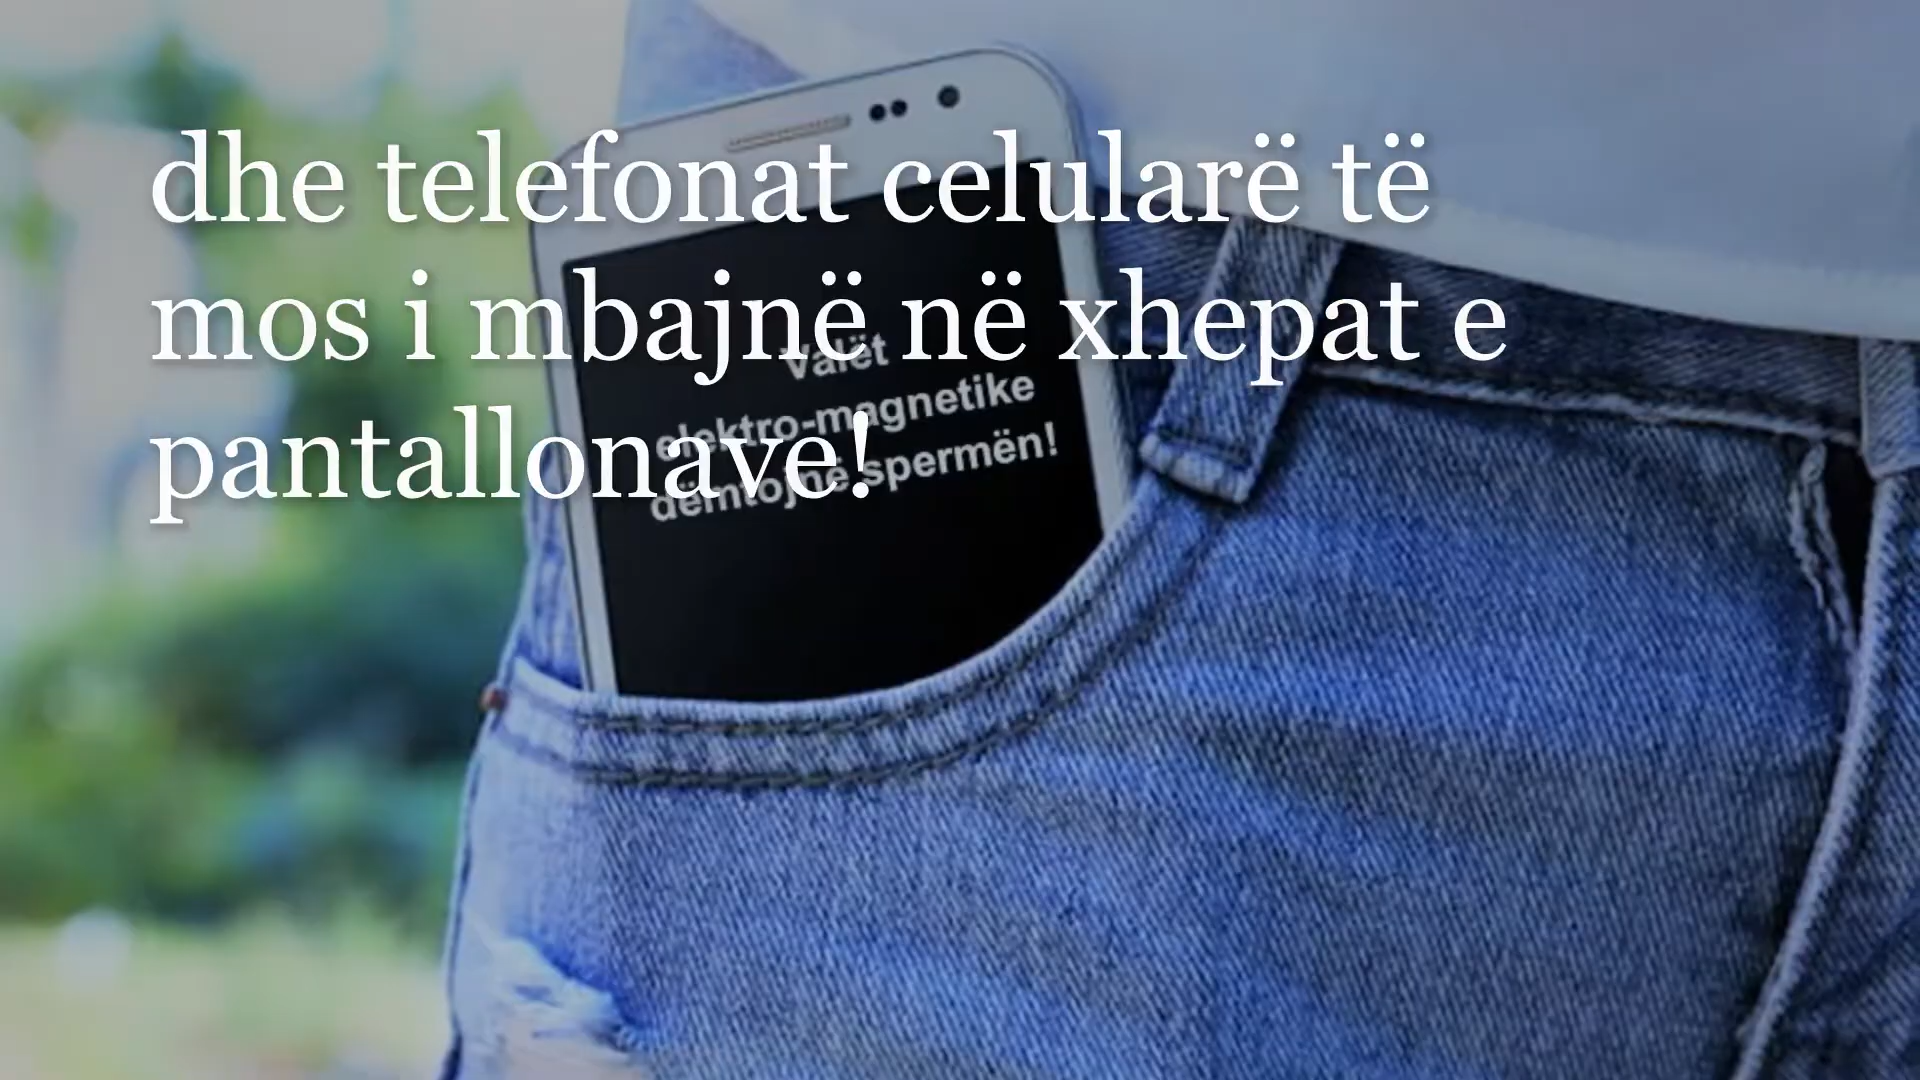 dhe telefonat celularë të
mos i mbajnë në xhepat e
pantallonave!
Valët
elektro-magnetike
dëmtojnë spermën!